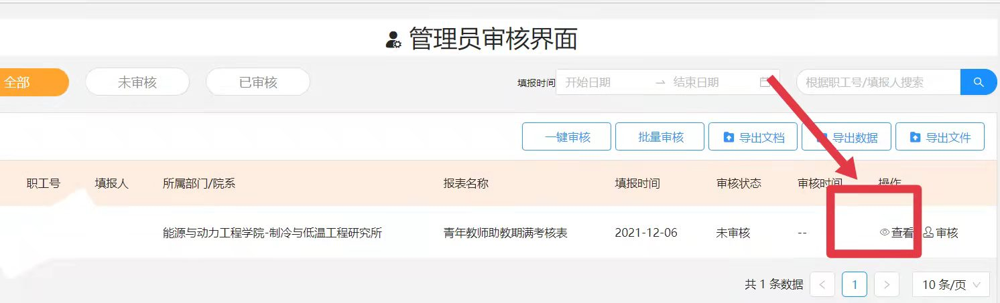 管理员审核界面
全部 未审核 已审核 填报时间 开始日期 结束日期 根据职工号/填报人搜索
一键审核 批量审核 导出文档 导出数据 导出文件
职工号 填报人 所属部门/院系 报表名称 填报时间 审核状态 审核时间 操作
能源与动力工程学院-制冷与低温工程研究所 青年教师助教期满考核表 2021-12-06 未审核 -- 查看 审核
共 1 条数据 < 1 > 10 条/页